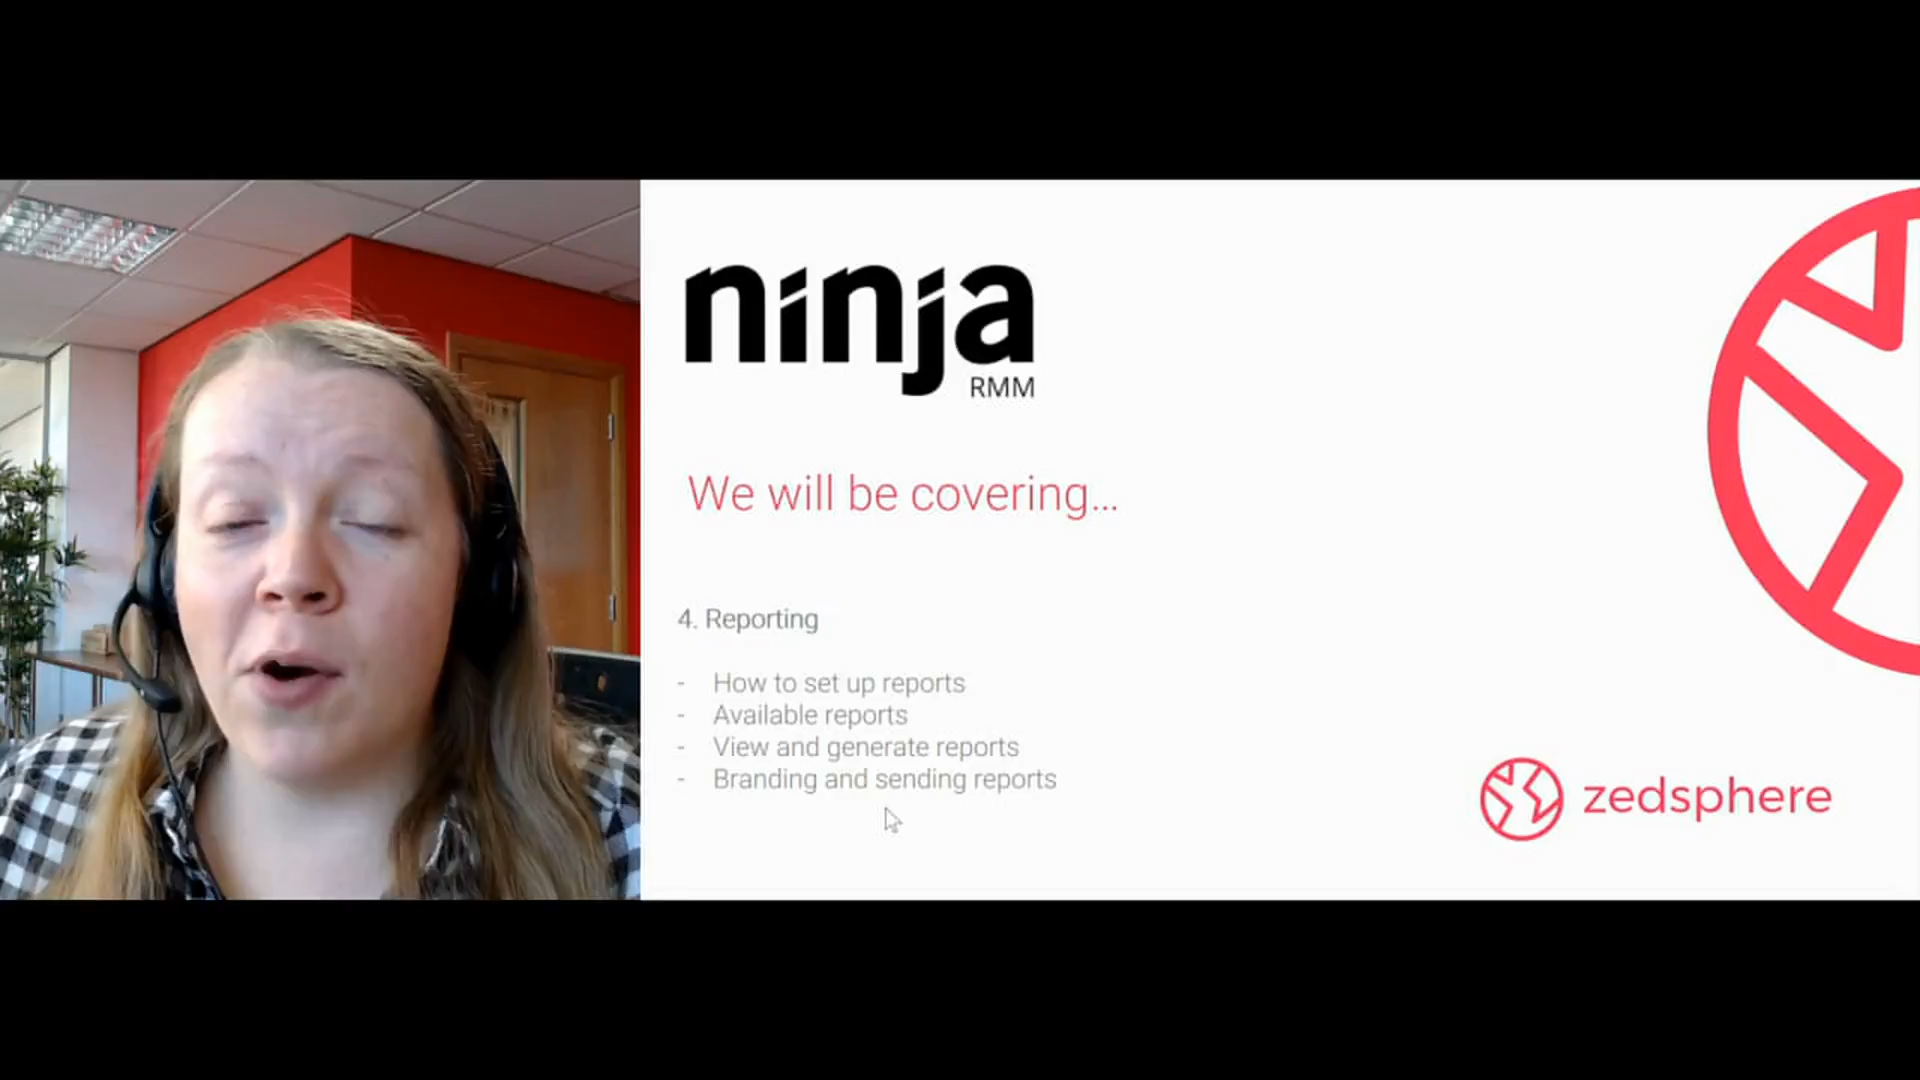 ninja
RMM
We will be covering...
4. Reporting
- How to set up reports
- Available reports
- View and generate reports
- Branding and sending reports
zedsphere